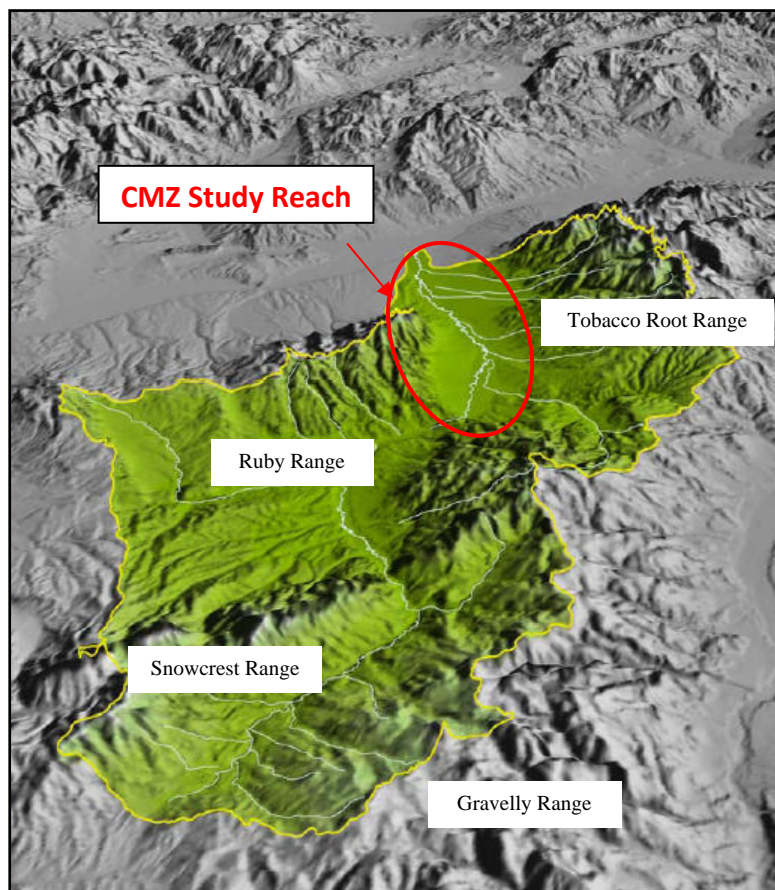 CMZ Study Reach
Tobacco Root Range
Ruby Range
Snowcrest Range
Gravelly Range